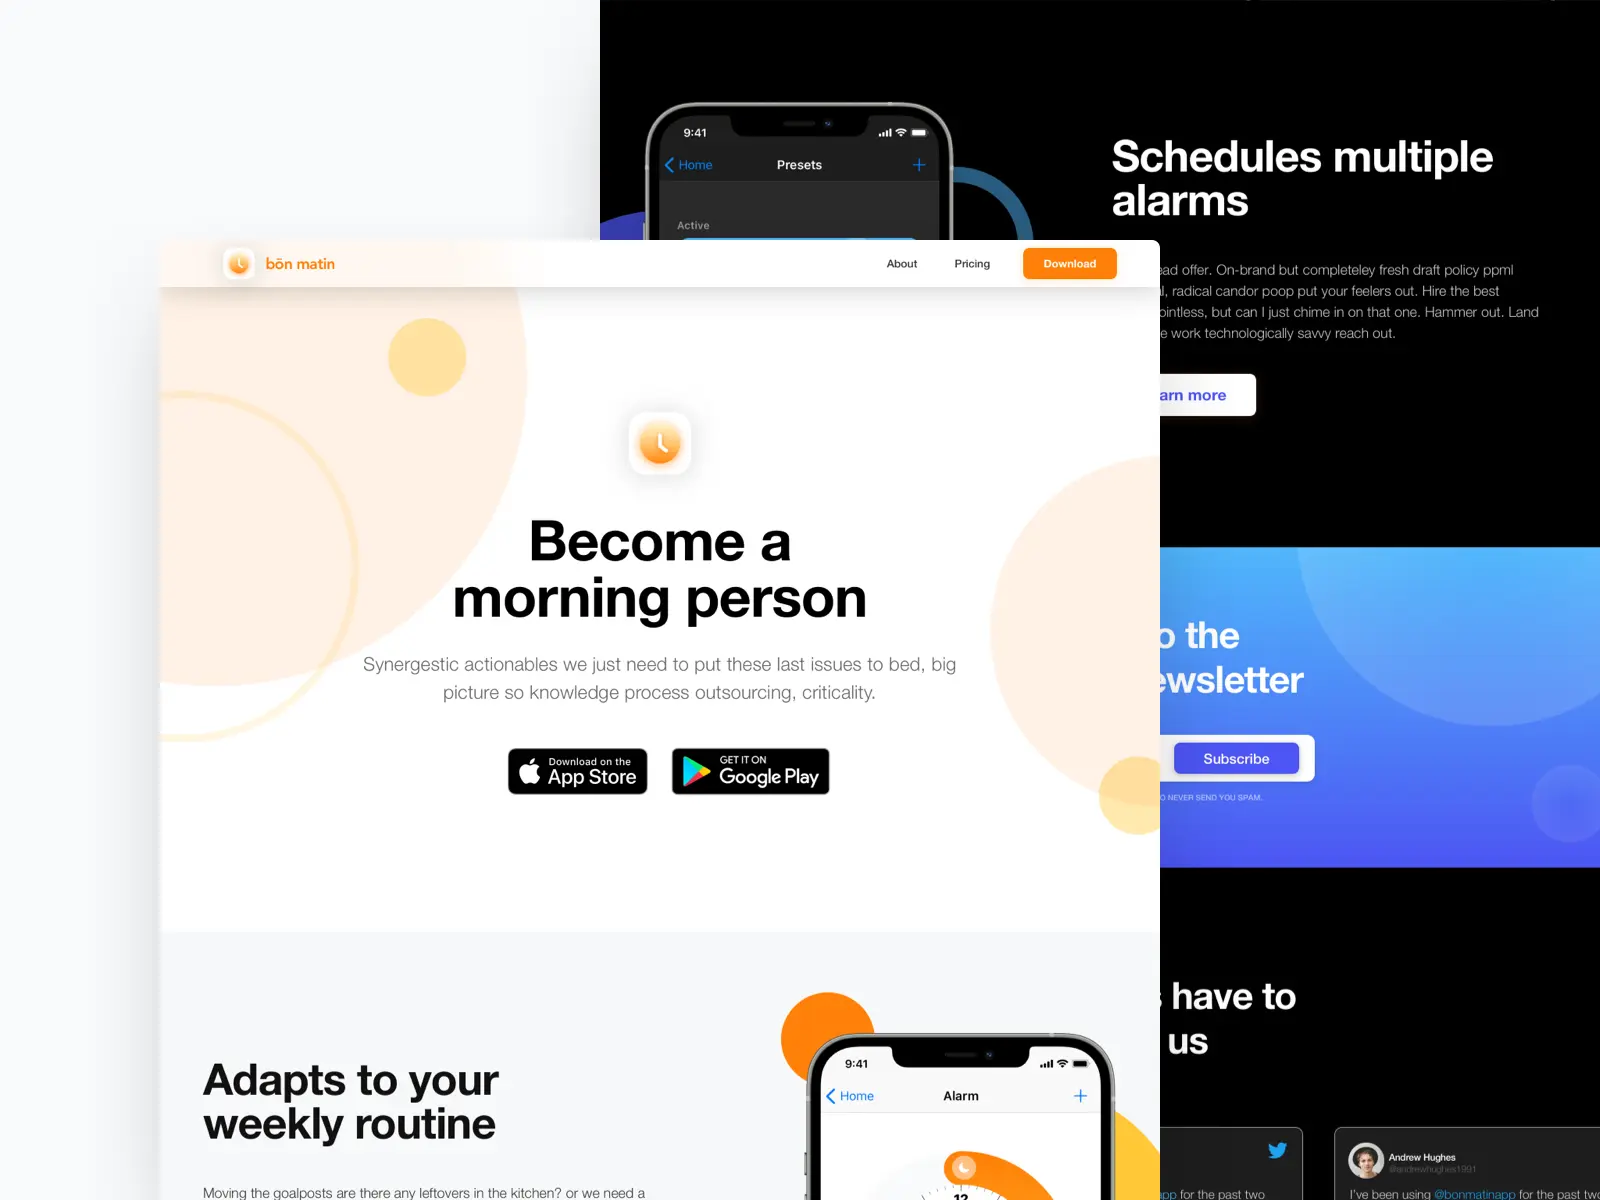 9:41
Home
Presets
Active
Schedules multiple
alarms
ead offer. On-brand but completeley fresh draft policy ppml
radical candor poop put your feelers out. Hire the best
ointless, but can I just chime in on that one. Hammer out. Land
work technologically savvy reach out.
arn more
bōn matin
About
Pricing
Download
Become a
morning person
Synergestic actionables we just need to put these last issues to bed, big
picture so knowledge process outsourcing, criticality.
Download on the
App Store
GET IT ON
Google Play
o the
ewsletter
Subscribe
O NEVER SEND YOU SPAM.
s have to
us
Adapts to your
weekly routine
Moving the goalposts are there any leftovers in the kitchen? or we need a
9:41
Home
Alarm
12
pp for the past two
Andrew Hughes
@andrewhughes1991
I've been using @bonmatinapp for the past two